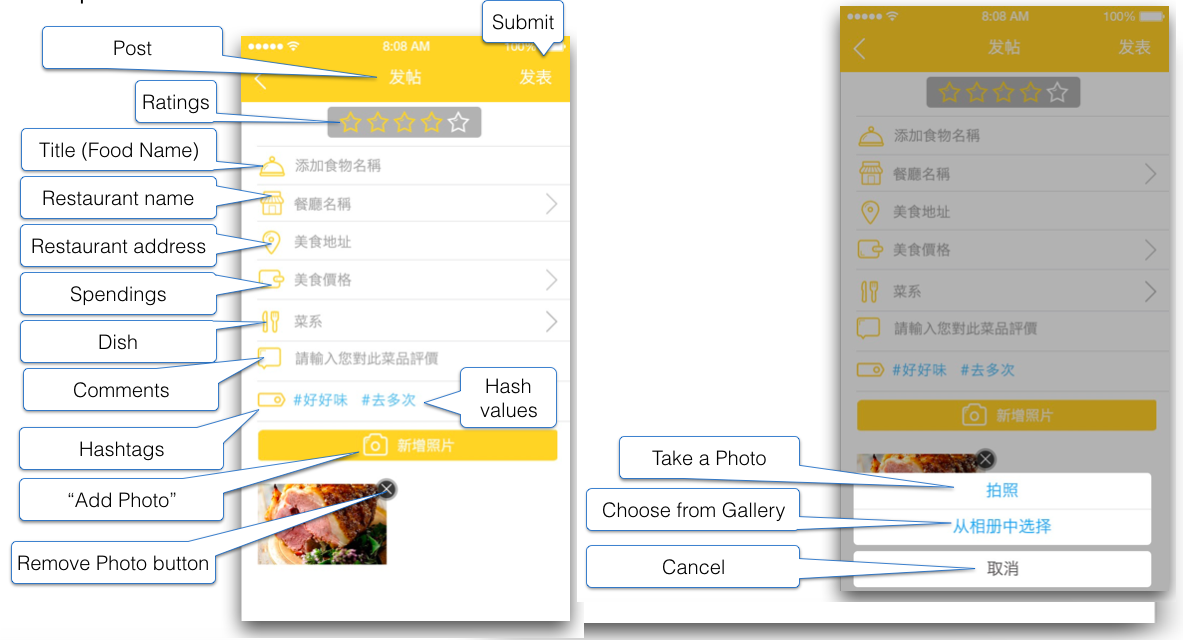 Submit
Post
8:08 AM
100%
发帖
发表
Ratings
Title (Food Name)
添加食物名稱
Restaurant name
餐廳名稱
Restaurant address
美食地址
Spendings
美食價格
Dish
菜系
Comments
請輸入您對此菜品評價
Hash
values
#好好味 #去多次
Hashtags
新增照片
“Add Photo”
Remove Photo button
8:08 AM
100%
发帖
发表
添加食物名稱
餐廳名稱
美食地址
美食價格
菜系
請輸入您對此菜品評價
#好好味 #去多次
新增照片
Take a Photo
拍照
Choose from Gallery
从相册中选择
Cancel
取消